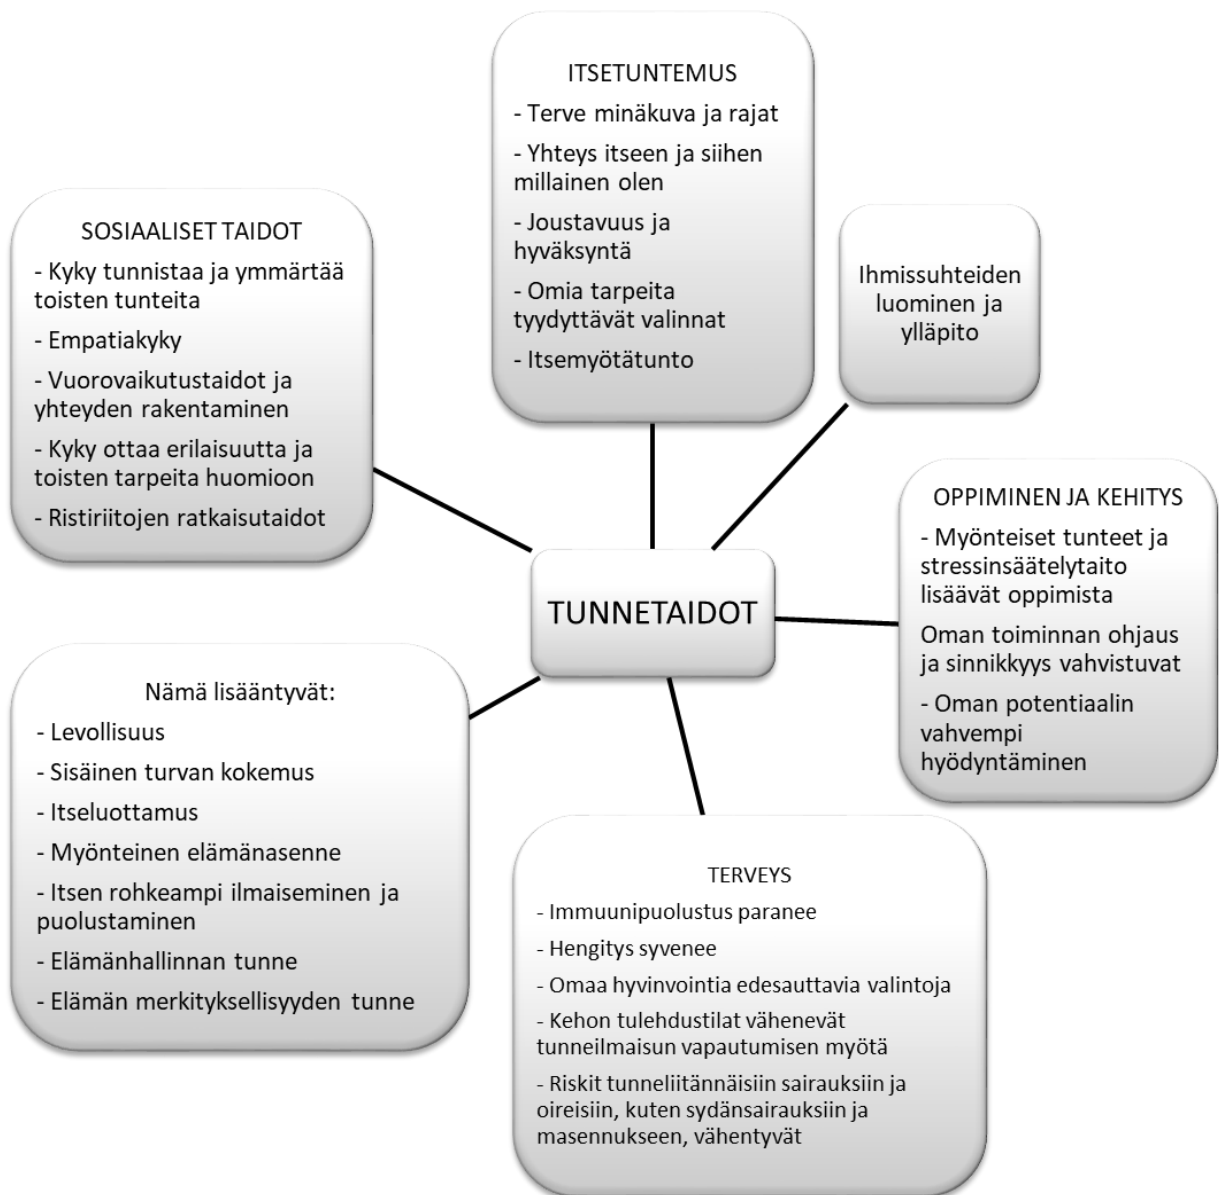 ITSETUNTEMUS
- Terve minäkuva ja rajat
- Yhteys itseen ja siihen
millainen olen
- Joustavuus ja
hyväksyntä
- Omia tarpeita
tyydyttävät valinnat
- Itsemyötätunto
SOSIAALISET TAIDOT
- Kyky tunnistaa ja ymmärtää
toisten tunteita
- Empatiakyky
- Vuorovaikutustaidot ja
yhteyden rakentaminen
- Kyky ottaa erilaisuutta ja
toisten tarpeita huomioon
- Ristiriitojen ratkaisutaidot
Ihmissuhteiden
luominen ja
ylläpito
OPPIMINEN JA KEHITYS
- Myönteiset tunteet ja
stressinsäätelytaito
lisäävät oppimista
Oman toiminnan ohjaus
ja sinnikkyys vahvistuvat
- Oman potentiaalin
vahvempi
hyödyntäminen
TUNNETAIDOT
Nämä lisääntyvät:
- Levollisuus
- Sisäinen turvan kokemus
- Itseluottamus
- Myönteinen elämänasenne
- Itsen rohkeampi ilmaiseminen ja
puolustaminen
- Elämänhallinnan tunne
- Elämän merkityksellisyyden tunne
TERVEYS
- Immuunipuolustus paranee
- Hengitys syvenee
- Omaa hyvinvointia edesauttavia valintoja
- Kehon tulehdustilat vähenevät
tunneilmaisun vapautumisen myötä
- Riskit tunneliitännäisiin sairauksiin ja
oireisiin, kuten sydänsairauksiin ja
masennukseen, vähentyvät